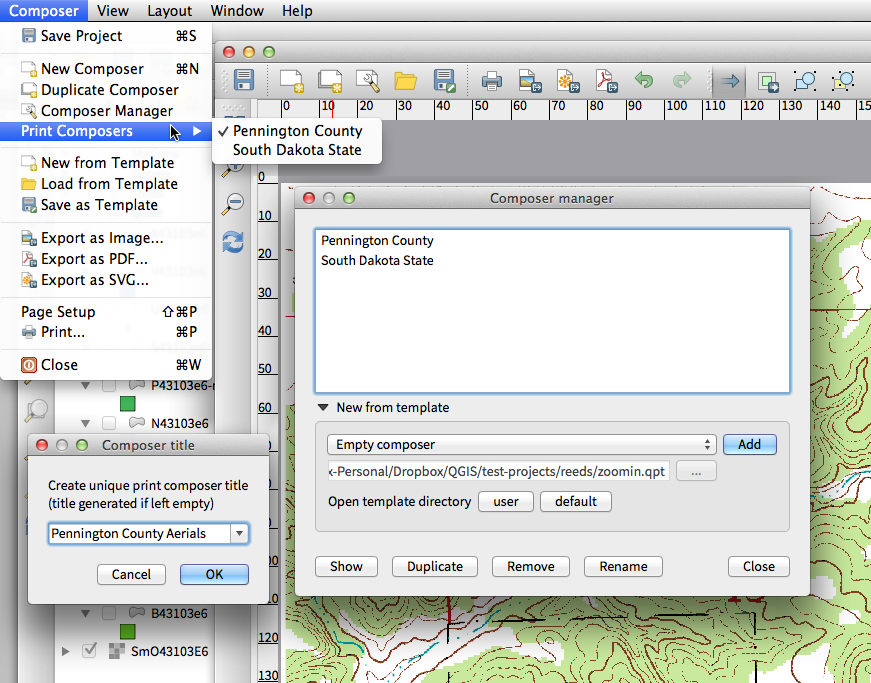 Composer View Layout Window Help
Save Project ⌘S
New Composer ⌘N
Duplicate Composer
Composer Manager
Print Composers
Pennington County
South Dakota State
New from Template
Load from Template
Save as Template
Export as Image...
Export as PDF...
Export as SVG...
Page Setup ⇧⌘P
Print... ⌘P
Close ⌘W
0 10 20 30 40 50 60 70 80 90 100 110 120 130 140 15
0
10
20
30
40
50
60
120
130
P43103e6-
N43103e6
B43103e6
SmO43103E6
Composer manager
Pennington County
South Dakota State
New from template
Empty composer
Add
‹-Personal/Dropbox/QGIS/test-projects/reeds/zoomin.qpt
...
Open template directory user default
Show Duplicate Remove Rename Close
Composer title
Create unique print composer title
(title generated if left empty)
Pennington County Aerials
Cancel OK